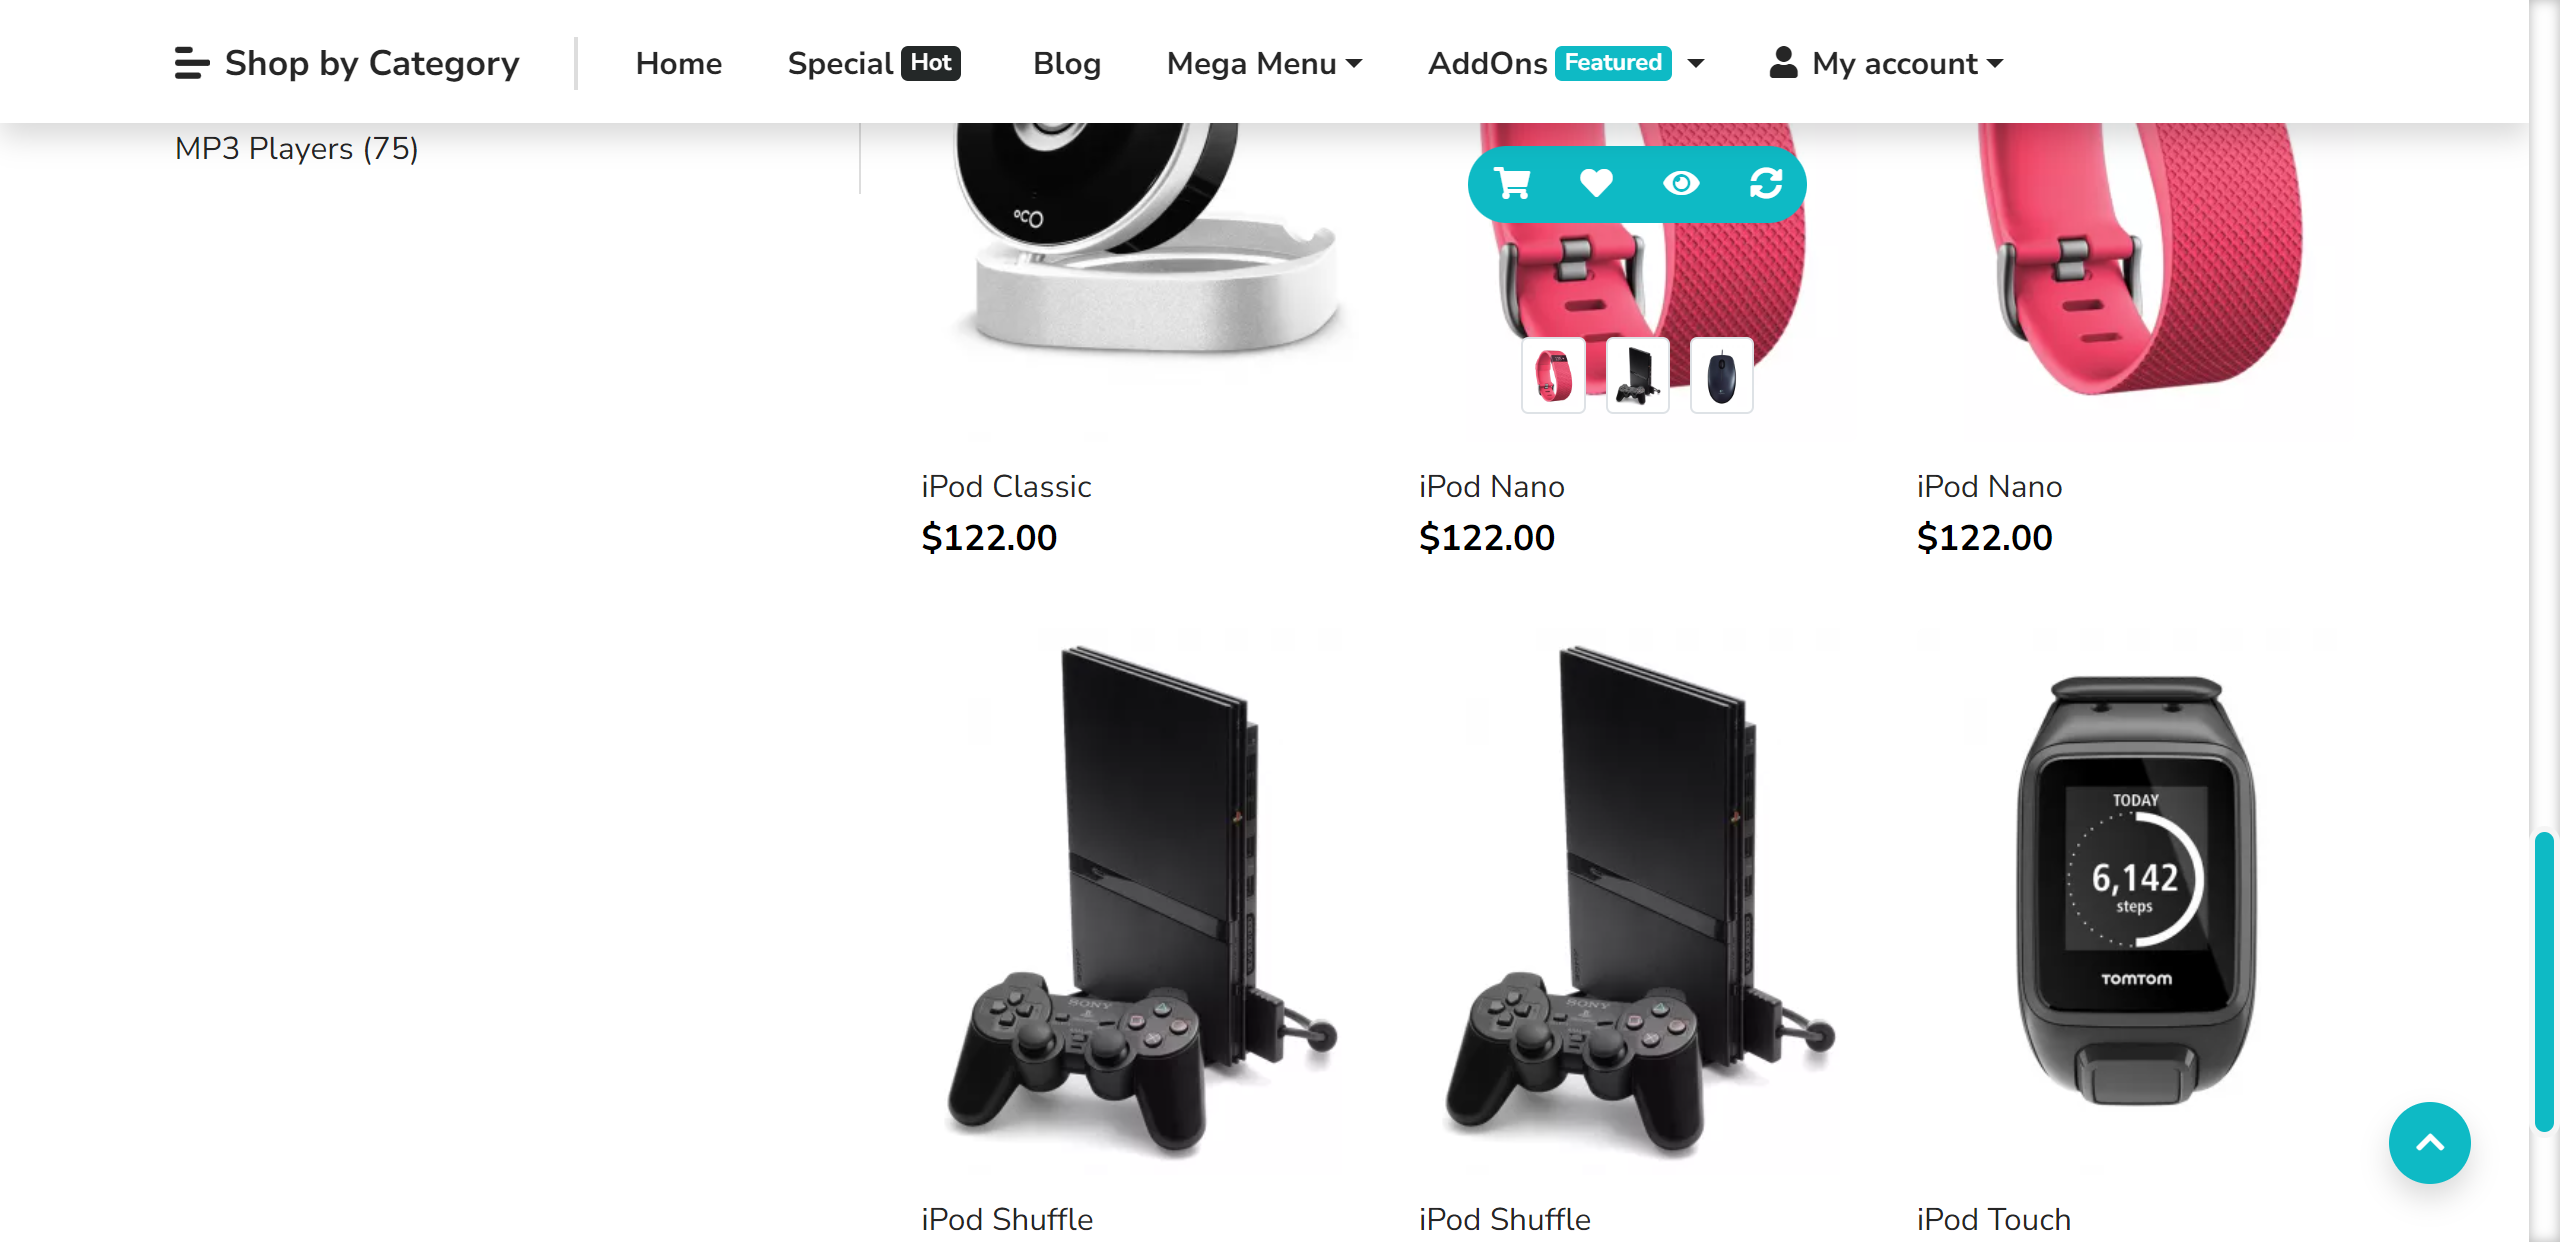 Shop by Category
Home
Special Hot
Blog
Mega Menu
AddOns Featured
My account
MP3 Players (75)
oco
iPod Classic
$122.00
iPod Nano
$122.00
iPod Nano
$122.00
SONY
SONY
TODAY
6,142
steps
TOMTOM
iPod Shuffle
iPod Shuffle
iPod Touch